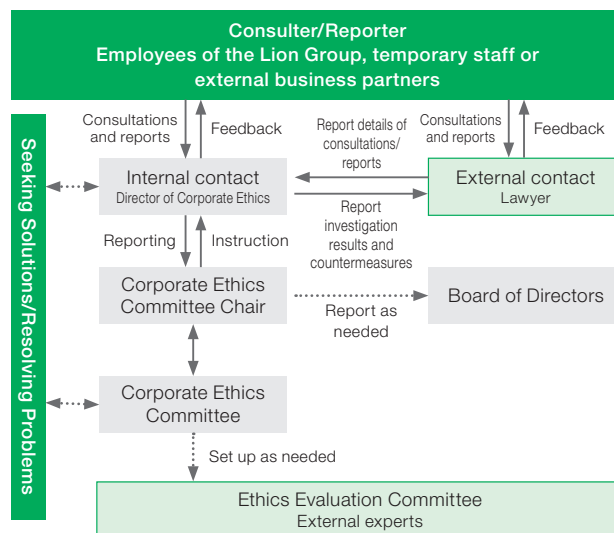 Consulter/Reporter
Employees of the Lion Group, temporary staff or
external business partners
Seeking Solutions/Resolving Problems
Consultations
and reports
Feedback
Report details of
consultations/
reports
Consultations
and reports
Feedback
Internal contact
Director of Corporate Ethics
External contact
Lawyer
Reporting
Instruction
Report
investigation
results and
countermeasures
Corporate Ethics
Committee Chair
Report as
needed
Board of Directors
Corporate Ethics
Committee
Set up as needed
Ethics Evaluation Committee
External experts